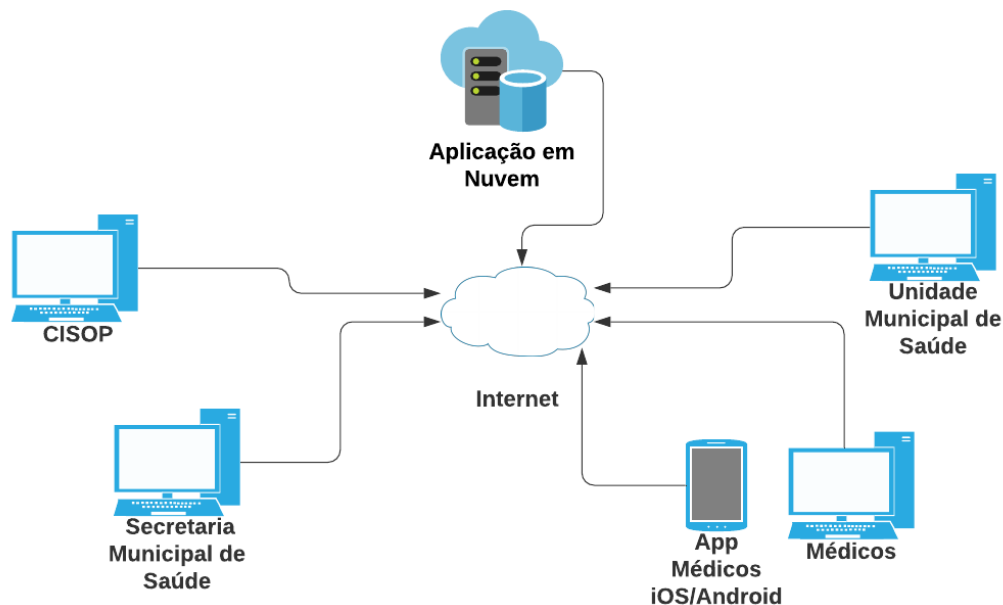 Aplicação em
Nuvem
CISOP
Unidade
Municipal de
Saúde
Internet
Secretaria
Municipal de
Saúde
App
Médicos
iOS/Android
Médicos